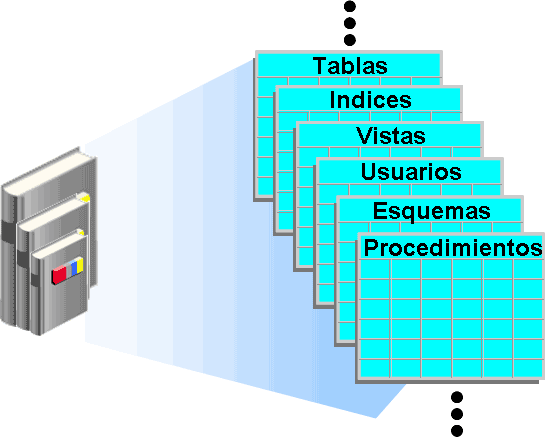 Tablas
Indices
Vistas
Usuarios
Esquemas
Procedimientos